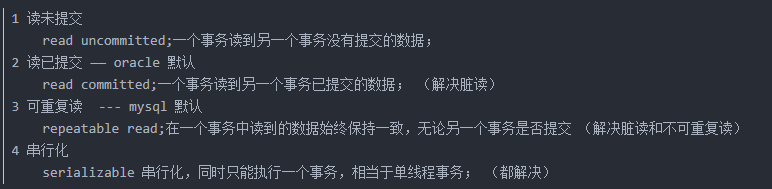 1 读未提交
read uncommitted;一个事务读到另一个事务没有提交的数据;
2 读已提交 —— oracle 默认
read committed;一个事务读到另一个事务已提交的数据; （解决脏读）
3 可重复读 --- mysql 默认
repeatable read;在一个事务中读到的数据始终保持一致,无论另一个事务是否提交 （解决脏读和不可重复读）
4 串行化
serializable 串行化,同时只能执行一个事务,相当于单线程事务; （都解决）